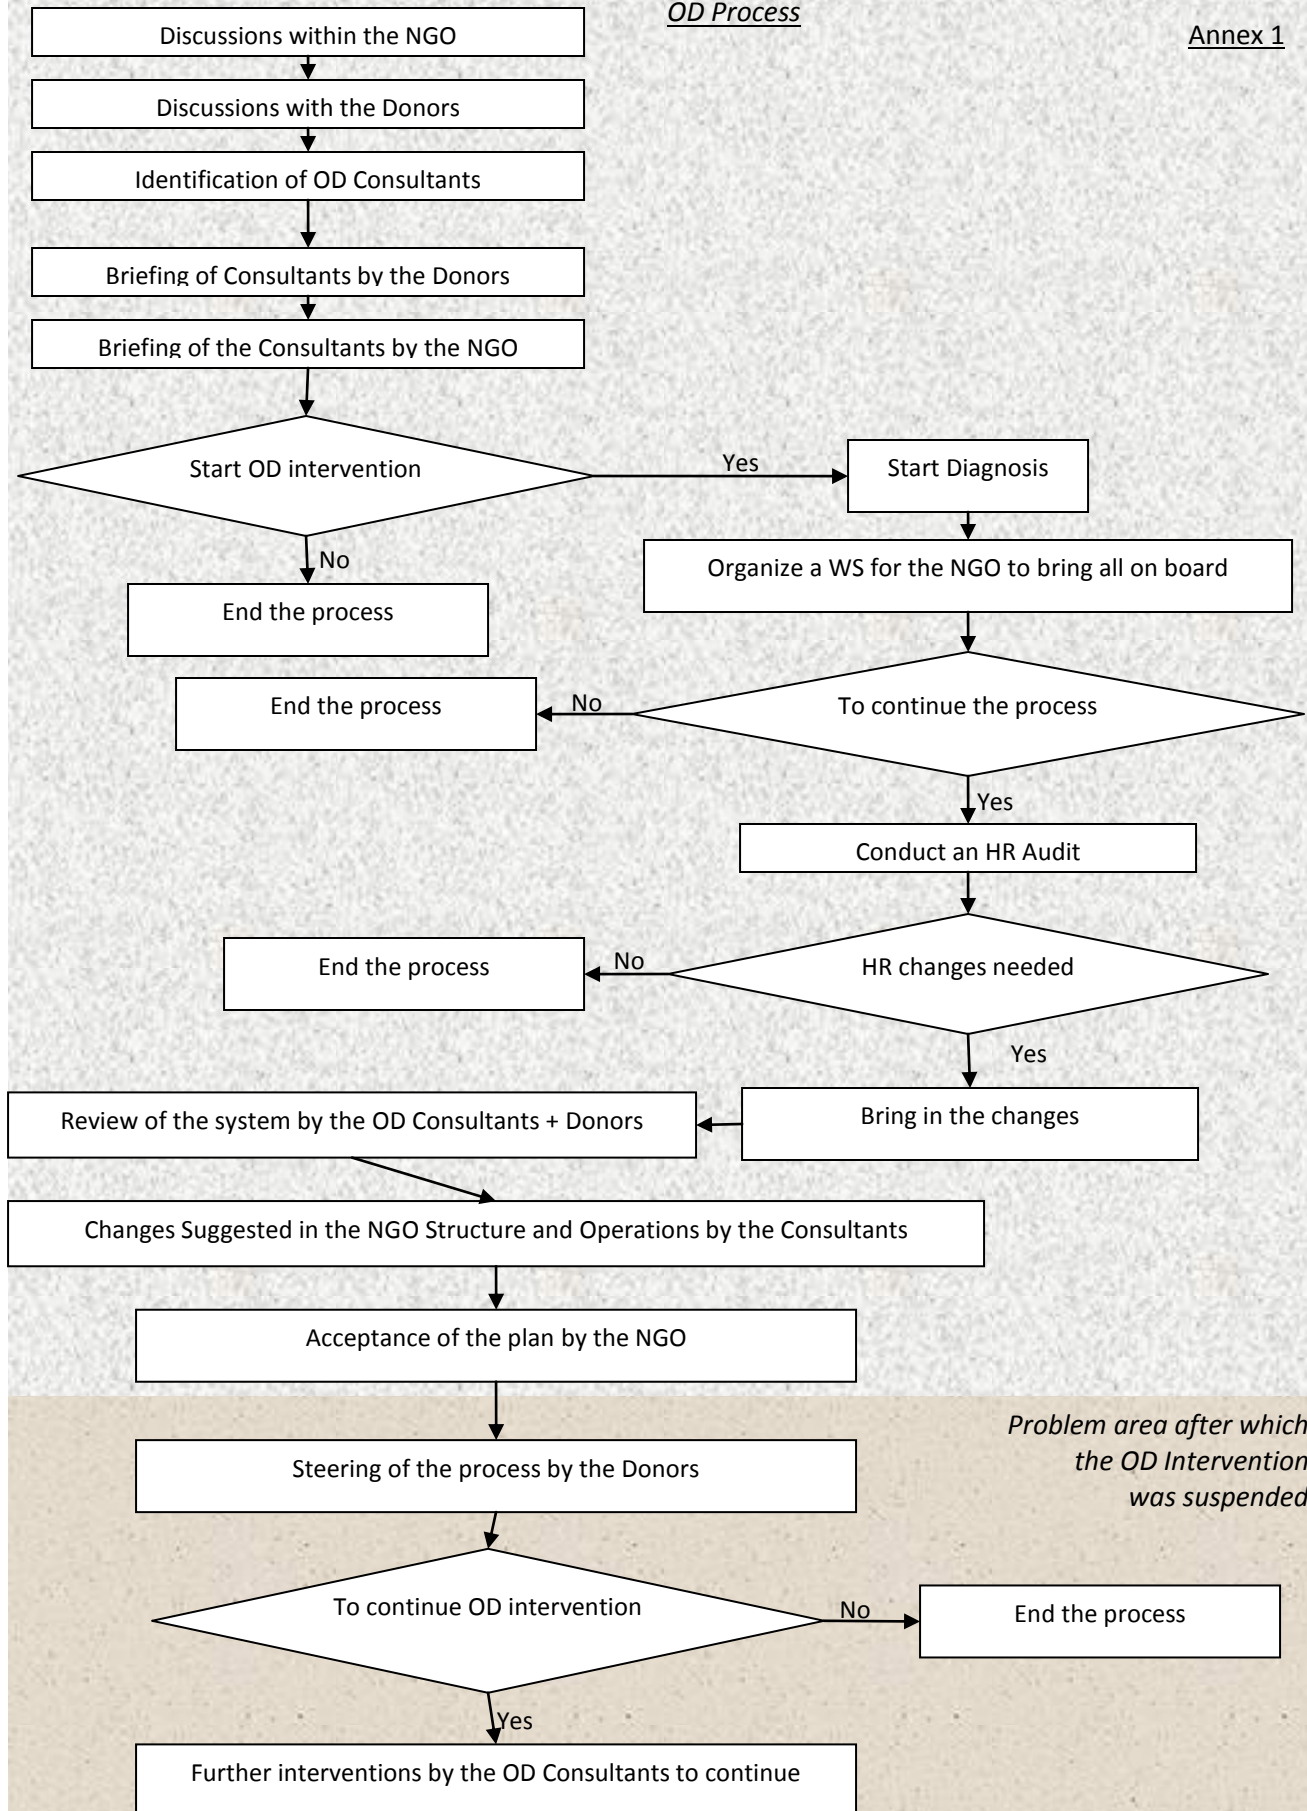 OD Process
Annex 1
Discussions within the NGO
Discussions with the Donors
Identification of OD Consultants
Briefing of Consultants by the Donors
Briefing of the Consultants by the NGO
Start OD intervention
Yes
Start Diagnosis
No
Organize a WS for the NGO to bring all on board
End the process
End the process
No
To continue the process
Yes
Conduct an HR Audit
End the process
No
HR changes needed
Yes
Review of the system by the OD Consultants + Donors
Bring in the changes
Changes Suggested in the NGO Structure and Operations by the Consultants
Acceptance of the plan by the NGO
Problem area after which
the OD Intervention
was suspended
Steering of the process by the Donors
To continue OD intervention
No
End the process
Yes
Further interventions by the OD Consultants to continue